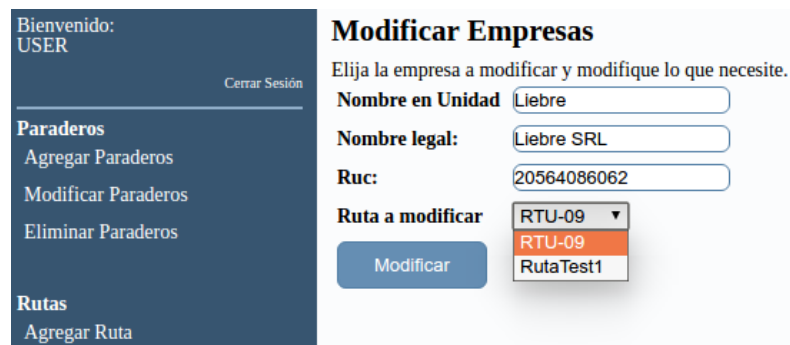 Bienvenido:
USER
Cerrar Sesión
Paraderos
Agregar Paraderos
Modificar Paraderos
Eliminar Paraderos
Rutas
Agregar Ruta
Modificar Empresas
Elija la empresa a modificar y modifique lo que necesite.
Nombre en Unidad Liebre
Nombre legal: Liebre SRL
Ruc: 20564086062
Ruta a modificar RTU-09
RTU-09
RutaTest1
Modificar